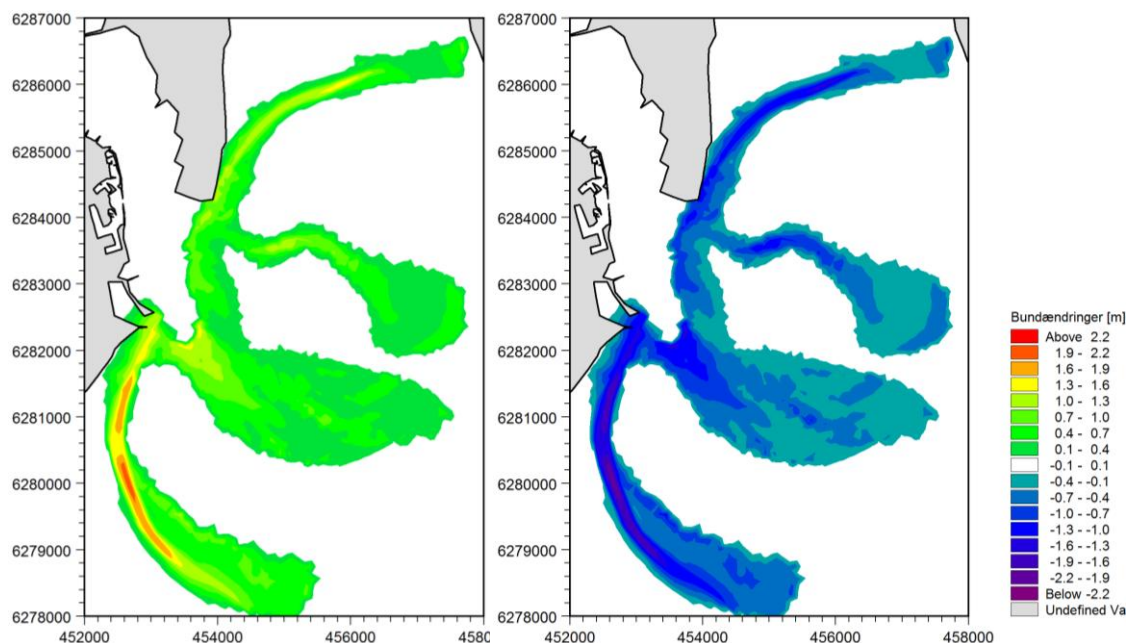 6287000
6286000
6285000
6284000
6283000
6282000
6281000
6280000
6279000
6278000
452000 454000 456000 4580
6287000
6286000
6285000
6284000
6283000
6282000
6281000
6280000
6279000
6278000
452000 454000 456000 458000
Bundændringer [m]
Above 2.2
1.9 - 2.2
1.6 - 1.9
1.3 - 1.6
1.0 - 1.3
0.7 - 1.0
0.4 - 0.7
0.1 - 0.4
-0.1 - 0.1
-0.4 - -0.1
-0.7 - -0.4
-1.0 - -0.7
-1.3 - -1.0
-1.6 - -1.3
-1.9 - -1.6
-2.2 - -1.9
Below -2.2
Undefined Va